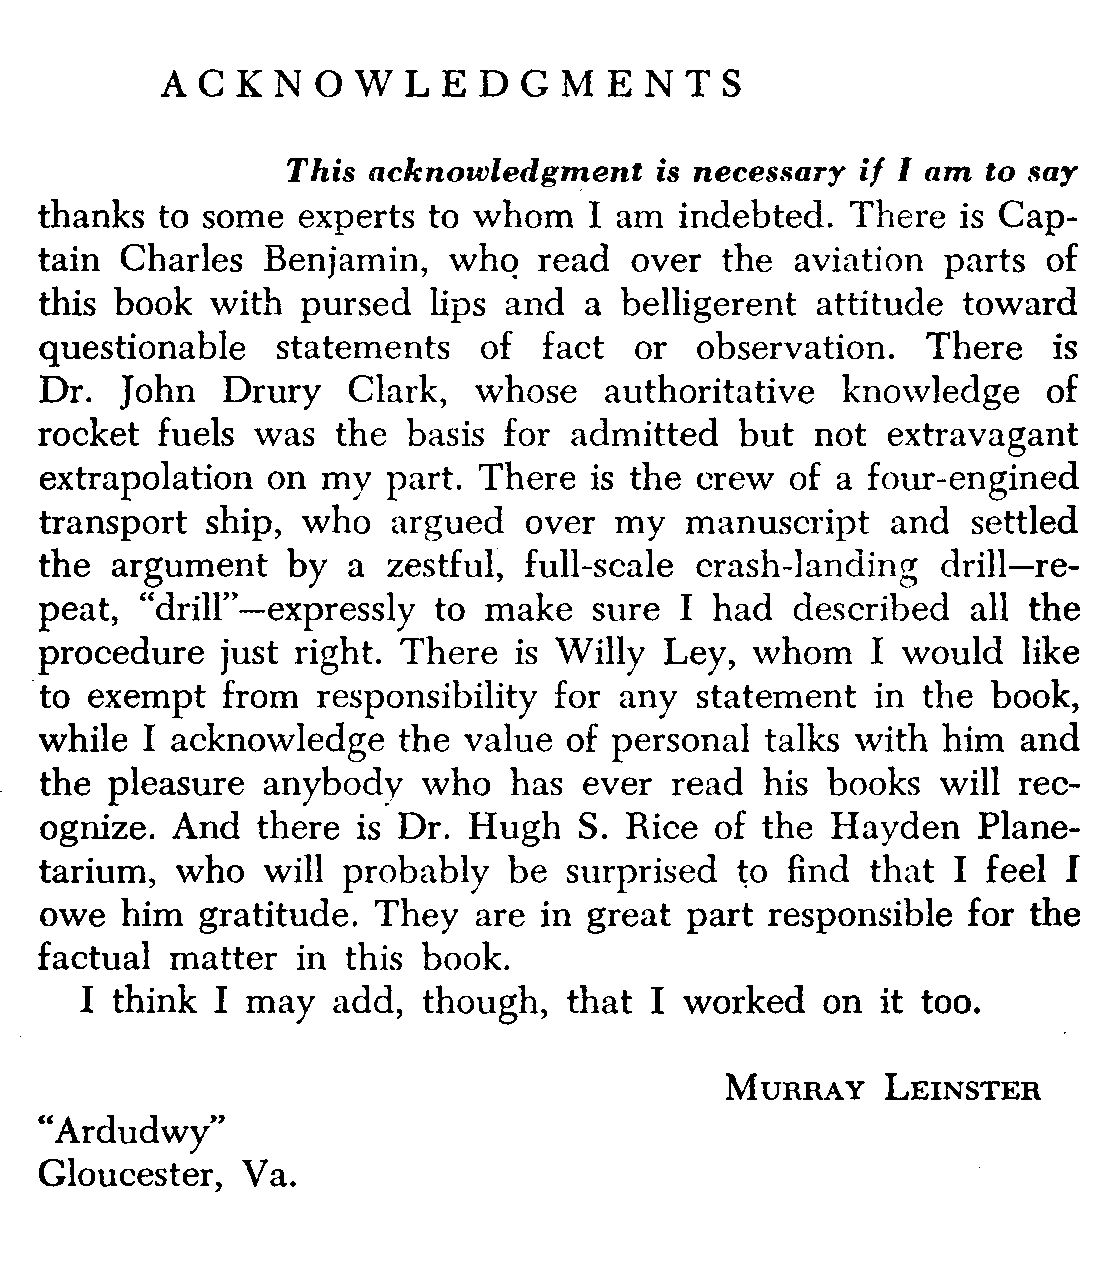 ACKNOWLEDGMENTS
This acknowledgment is necessary if I am to say
thanks to some experts to whom I am indebted. There is Cap-
tain Charles Benjamin, who read over the aviation parts of
this book with pursed lips and a belligerent attitude toward
questionable statements of fact or observation. There is
Dr. John Drury Clark, whose authoritative knowledge of
rocket fuels was the basis for admitted but not extravagant
extrapolation on my part. There is the crew of a four-engined
transport ship, who argued over my manuscript and settled
the argument by a zestful, full-scale crash-landing drill—re-
peat, “drill”—expressly to make sure I had described all the
procedure just right. There is Willy Ley, whom I would like
to exempt from responsibility for any statement in the book,
while I acknowledge the value of personal talks with him and
the pleasure anybody who has ever read his books will rec-
ognize. And there is Dr. Hugh S. Rice of the Hayden Plane-
tarium, who will probably be surprised to find that I feel I
owe him gratitude. They are in great part responsible for the
factual matter in this book.
I think I may add, though, that I worked on it too.
MURRAY LEINSTER
“Ardudwy”
Gloucester, Va.